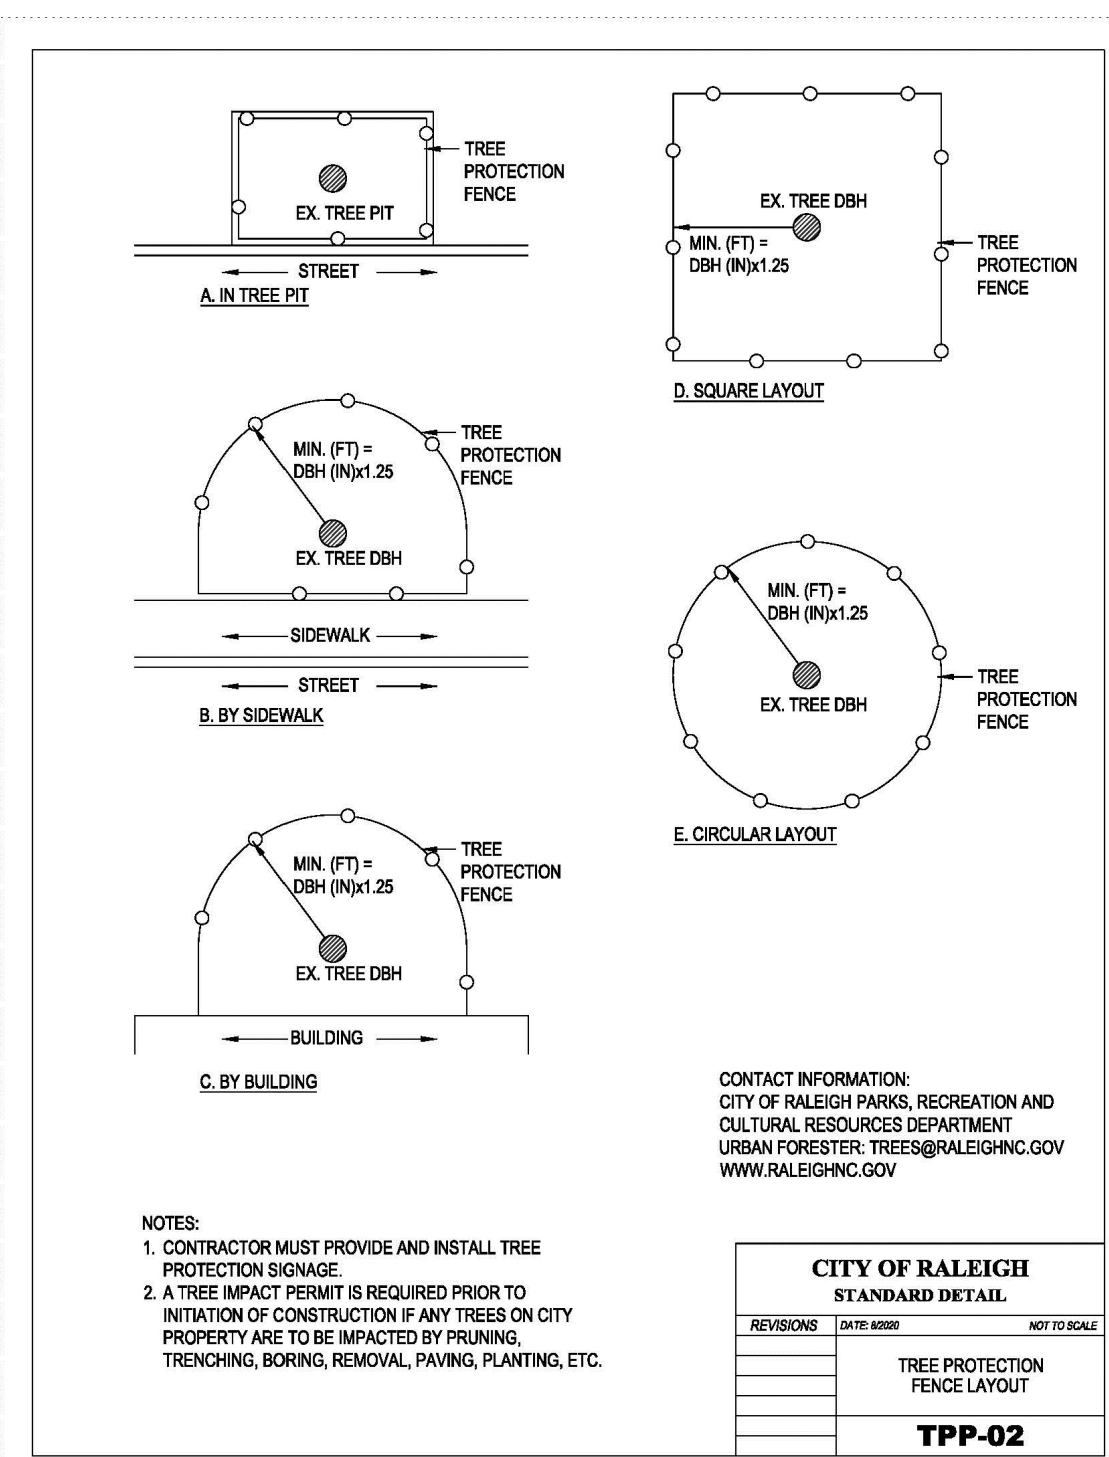 TREE
PROTECTION
FENCE
EX. TREE PIT
STREET
A. IN TREE PIT
EX. TREE DBH
MIN. (FT) =
DBH (IN)x1.25
TREE
PROTECTION
FENCE
D. SQUARE LAYOUT
MIN. (FT) =
DBH (IN)x1.25
TREE
PROTECTION
FENCE
EX. TREE DBH
SIDEWALK
STREET
B. BY SIDEWALK
MIN. (FT) =
DBH (IN)x1.25
EX. TREE DBH
TREE
PROTECTION
FENCE
E. CIRCULAR LAYOUT
MIN. (FT) =
DBH (IN)x1.25
TREE
PROTECTION
FENCE
EX. TREE DBH
BUILDING
C. BY BUILDING
CONTACT INFORMATION:
CITY OF RALEIGH PARKS, RECREATION AND
CULTURAL RESOURCES DEPARTMENT
URBAN FORESTER: TREES@RALEIGHNC.GOV
WWW.RALEIGHNC.GOV
NOTES:
1. CONTRACTOR MUST PROVIDE AND INSTALL TREE
PROTECTION SIGNAGE.
2. A TREE IMPACT PERMIT IS REQUIRED PRIOR TO
INITIATION OF CONSTRUCTION IF ANY TREES ON CITY
PROPERTY ARE TO BE IMPACTED BY PRUNING,
TRENCHING, BORING, REMOVAL, PAVING, PLANTING, ETC.
CITY OF RALEIGH
STANDARD DETAIL
REVISIONS
DATE: 8/2020
NOT TO SCALE
TREE PROTECTION
FENCE LAYOUT
TPP-02